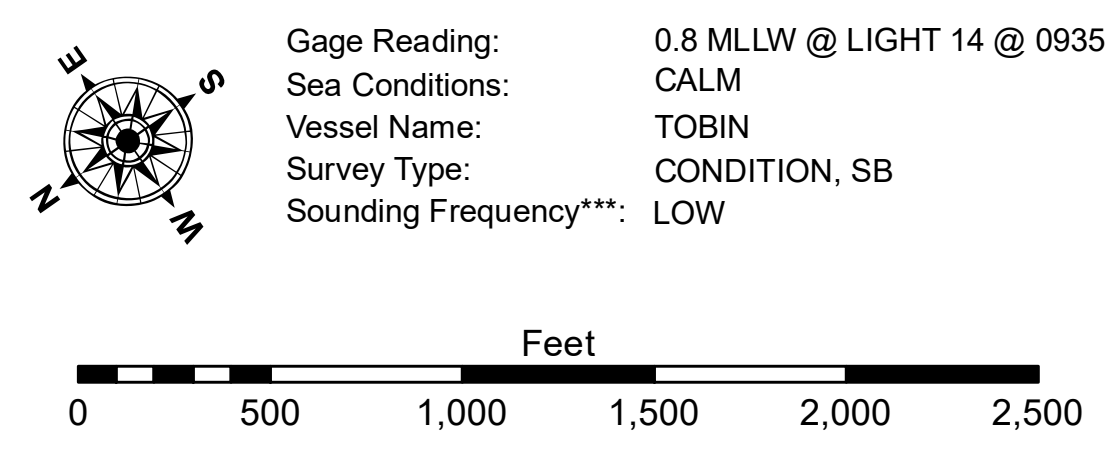 E
S
N
W
Gage Reading: 0.8 MLLW @ LIGHT 14 @ 0935
Sea Conditions: CALM
Vessel Name: TOBIN
Survey Type: CONDITION, SB
Sounding Frequency***: LOW
Feet
0 500 1,000 1,500 2,000 2,500